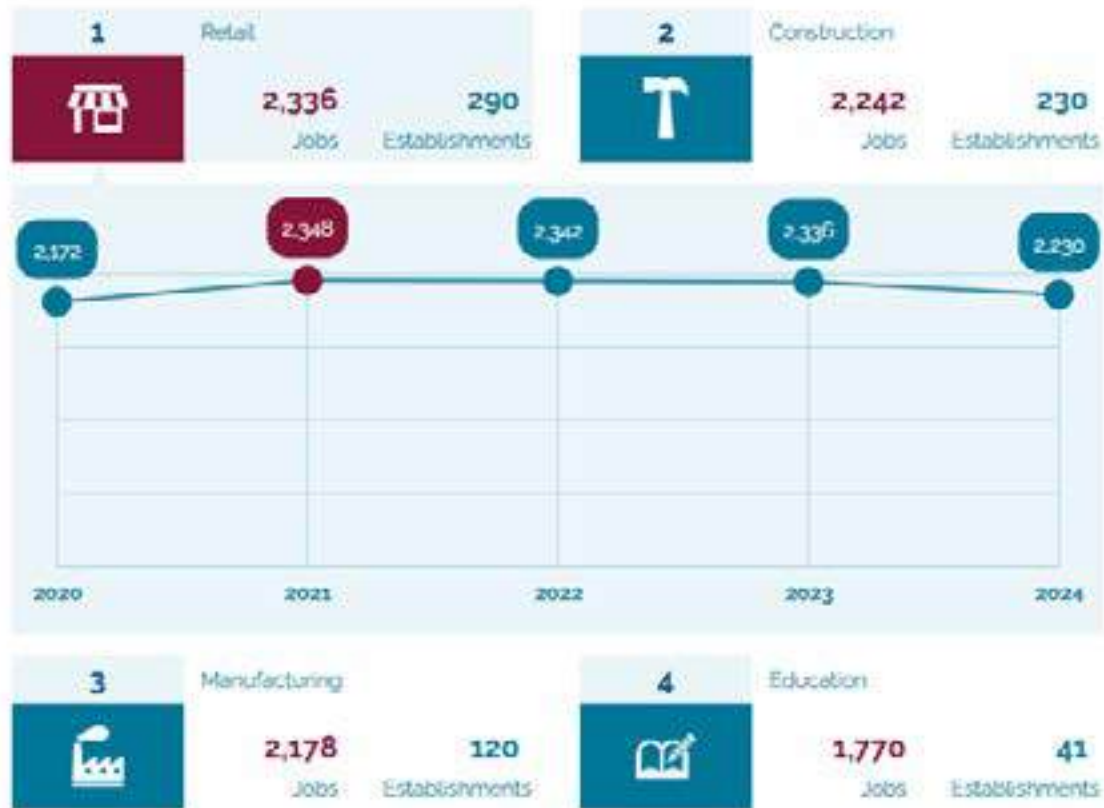 1 Retail
2,336 290
Jobs Establishments
2 Construction
2,242 230
Jobs Establishments
2,172 2,348 2,342 2,336 2,230
2020 2021 2022 2023 2024
3 Manufacturing
2,178 120
Jobs Establishments
4 Education
1,770 41
Jobs Establishments